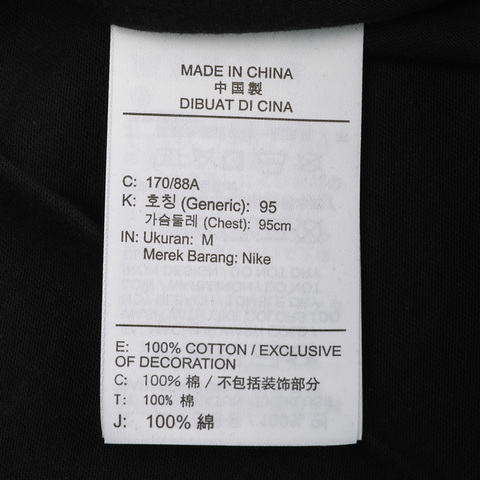 MADE IN CHINA
中国製
DIBUAT DI CINA
C: 170/88A
K: 호칭 (Generic): 95
가슴둘레 (Chest): 95cm
IN: Ukuran: M
Merek Barang: Nike
E: 100% COTTON / EXCLUSIVE
OF DECORATION
C: 100% 棉 / 不包括装饰部分
T: 100% 棉
J: 100% 綿